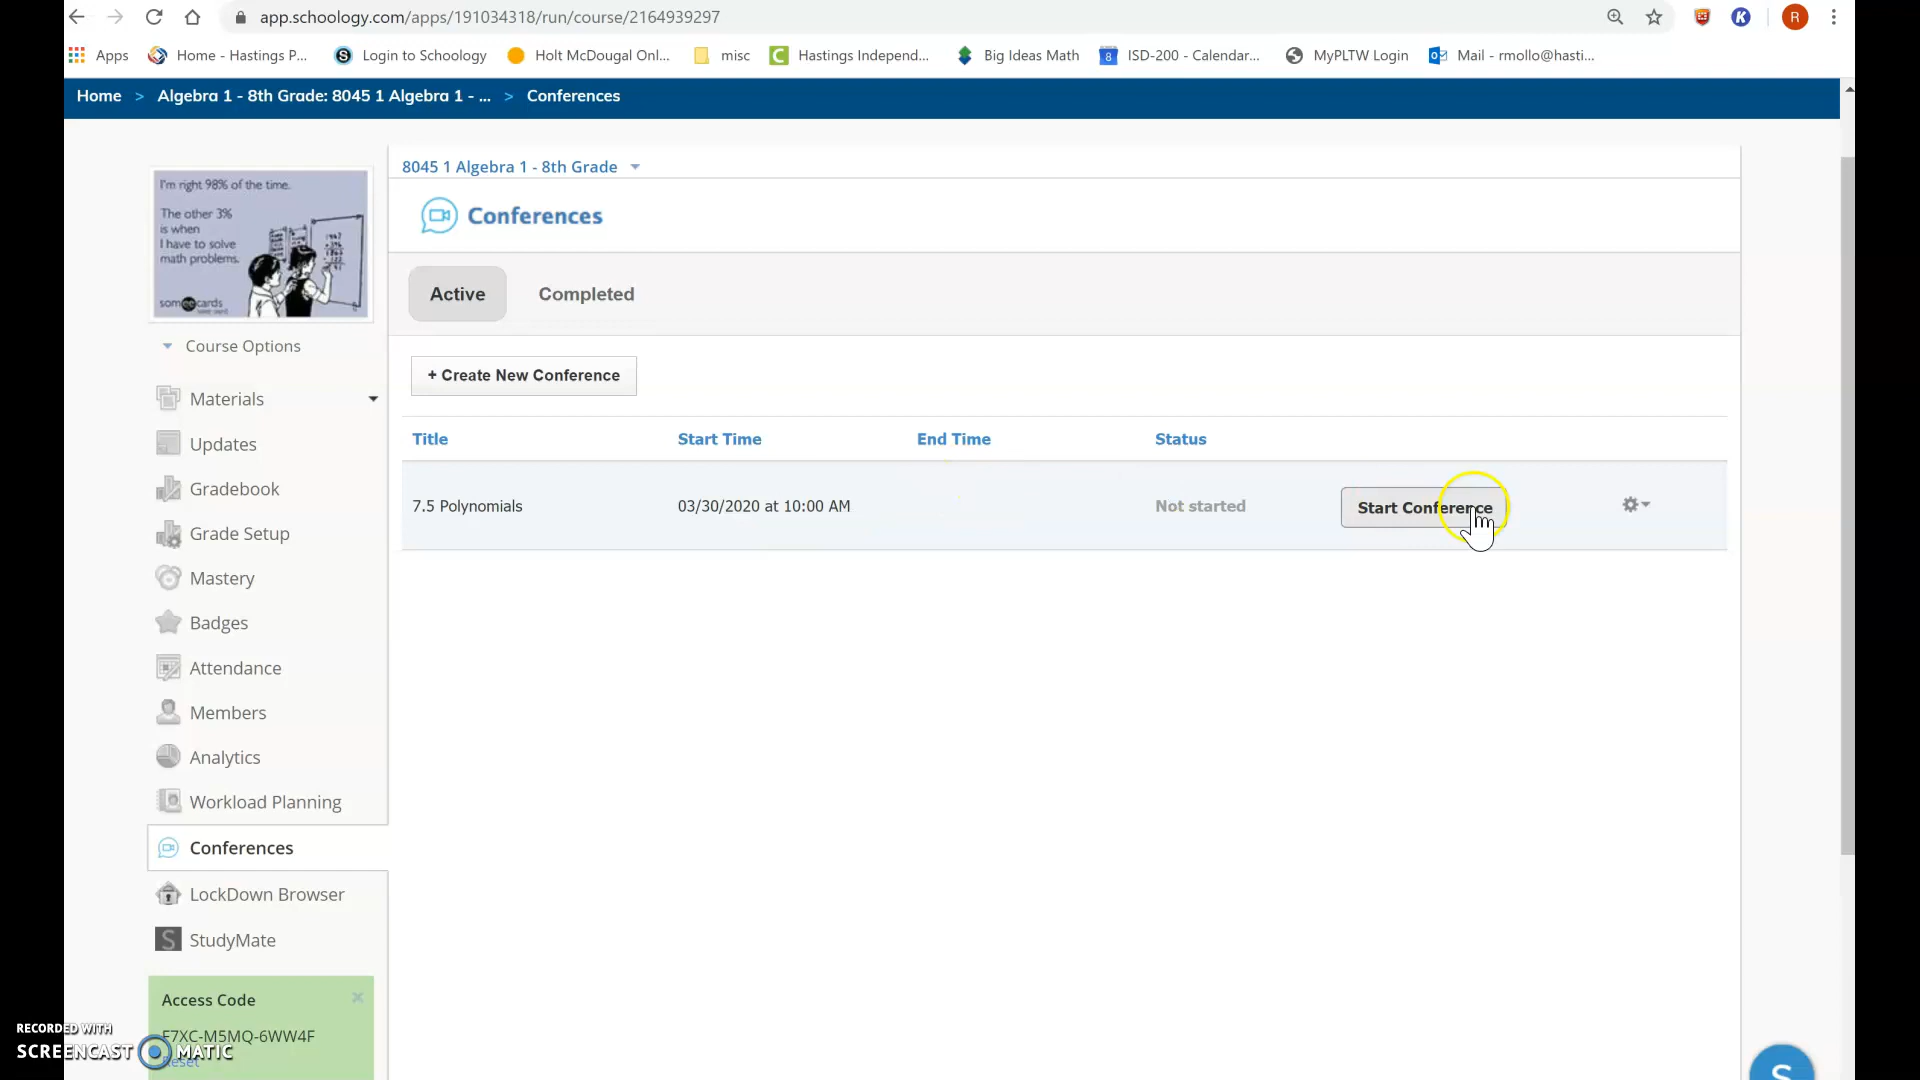 app.schoology.com/apps/191034318/run/course/2164939297
R
Apps
Home - Hastings P...
S
Login to Schoology
Holt McDougal Onl...
misc
C
Hastings Independ...
Big Ideas Math
8
ISD-200 - Calendar...
MyPLTW Login
Mail - rmollo@hasti...
Home > Algebra 1 - 8th Grade: 8045 1 Algebra 1 - ... > Conferences
I'm right 98% of the time.
The other 3%
is when
I have to solve
math problems.
someecards
8045 1 Algebra 1 - 8th Grade
Conferences
Active
Completed
+ Create New Conference
Title Start Time End Time Status
7.5 Polynomials 03/30/2020 at 10:00 AM Not started Start Conference
Course Options
Materials
Updates
Gradebook
Grade Setup
Mastery
Badges
Attendance
Members
Analytics
Workload Planning
Conferences
LockDown Browser
S StudyMate
Access Code
F7XC-M5MQ-6WW4F
Reset
RECORDED WITH
SCREENCAST MATIC
S